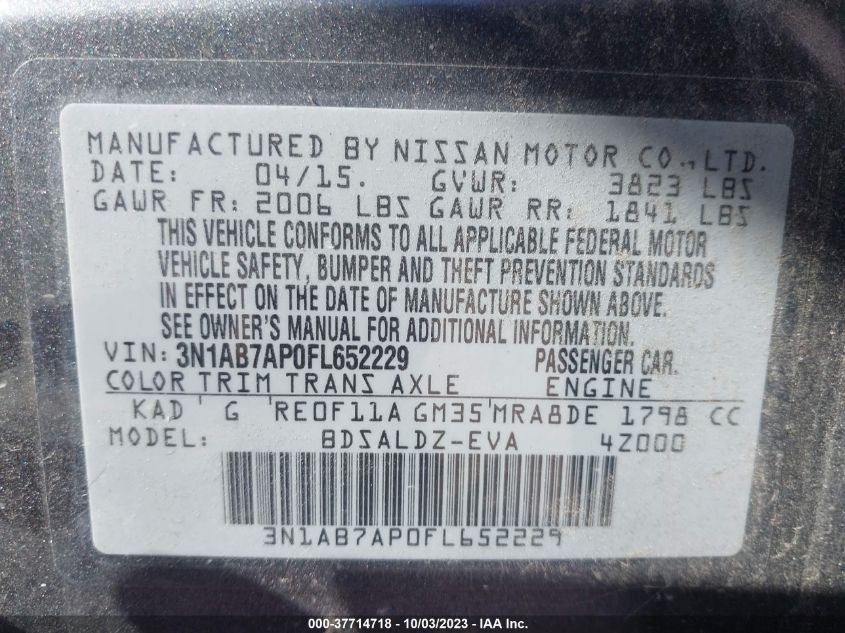 MANUFACTURED BY NISSAN MOTOR CO., LTD.
DATE: 04/15. GVWR: 3823 LBS
GAWR FR: 2006 LBS GAWR RR: 1841 LBS
THIS VEHICLE CONFORMS TO ALL APPLICABLE FEDERAL MOTOR
VEHICLE SAFETY, BUMPER AND THEFT PREVENTION STANDARDS
IN EFFECT ON THE DATE OF MANUFACTURE SHOWN ABOVE.
SEE OWNER'S MANUAL FOR ADDITIONAL INFORMATION.
VIN: 3N1AB7AP0FL652229 PASSENGER CAR.
COLOR TRIM TRANS AXLE ENGINE
KAD G RE0F11A GM35 MRA8DE 1798 CC
MODEL: BDSALDZ-EVA 4Z000
3N1AB7AP0FL652229
000-37714718 - 10/03/2023 - IAA Inc.